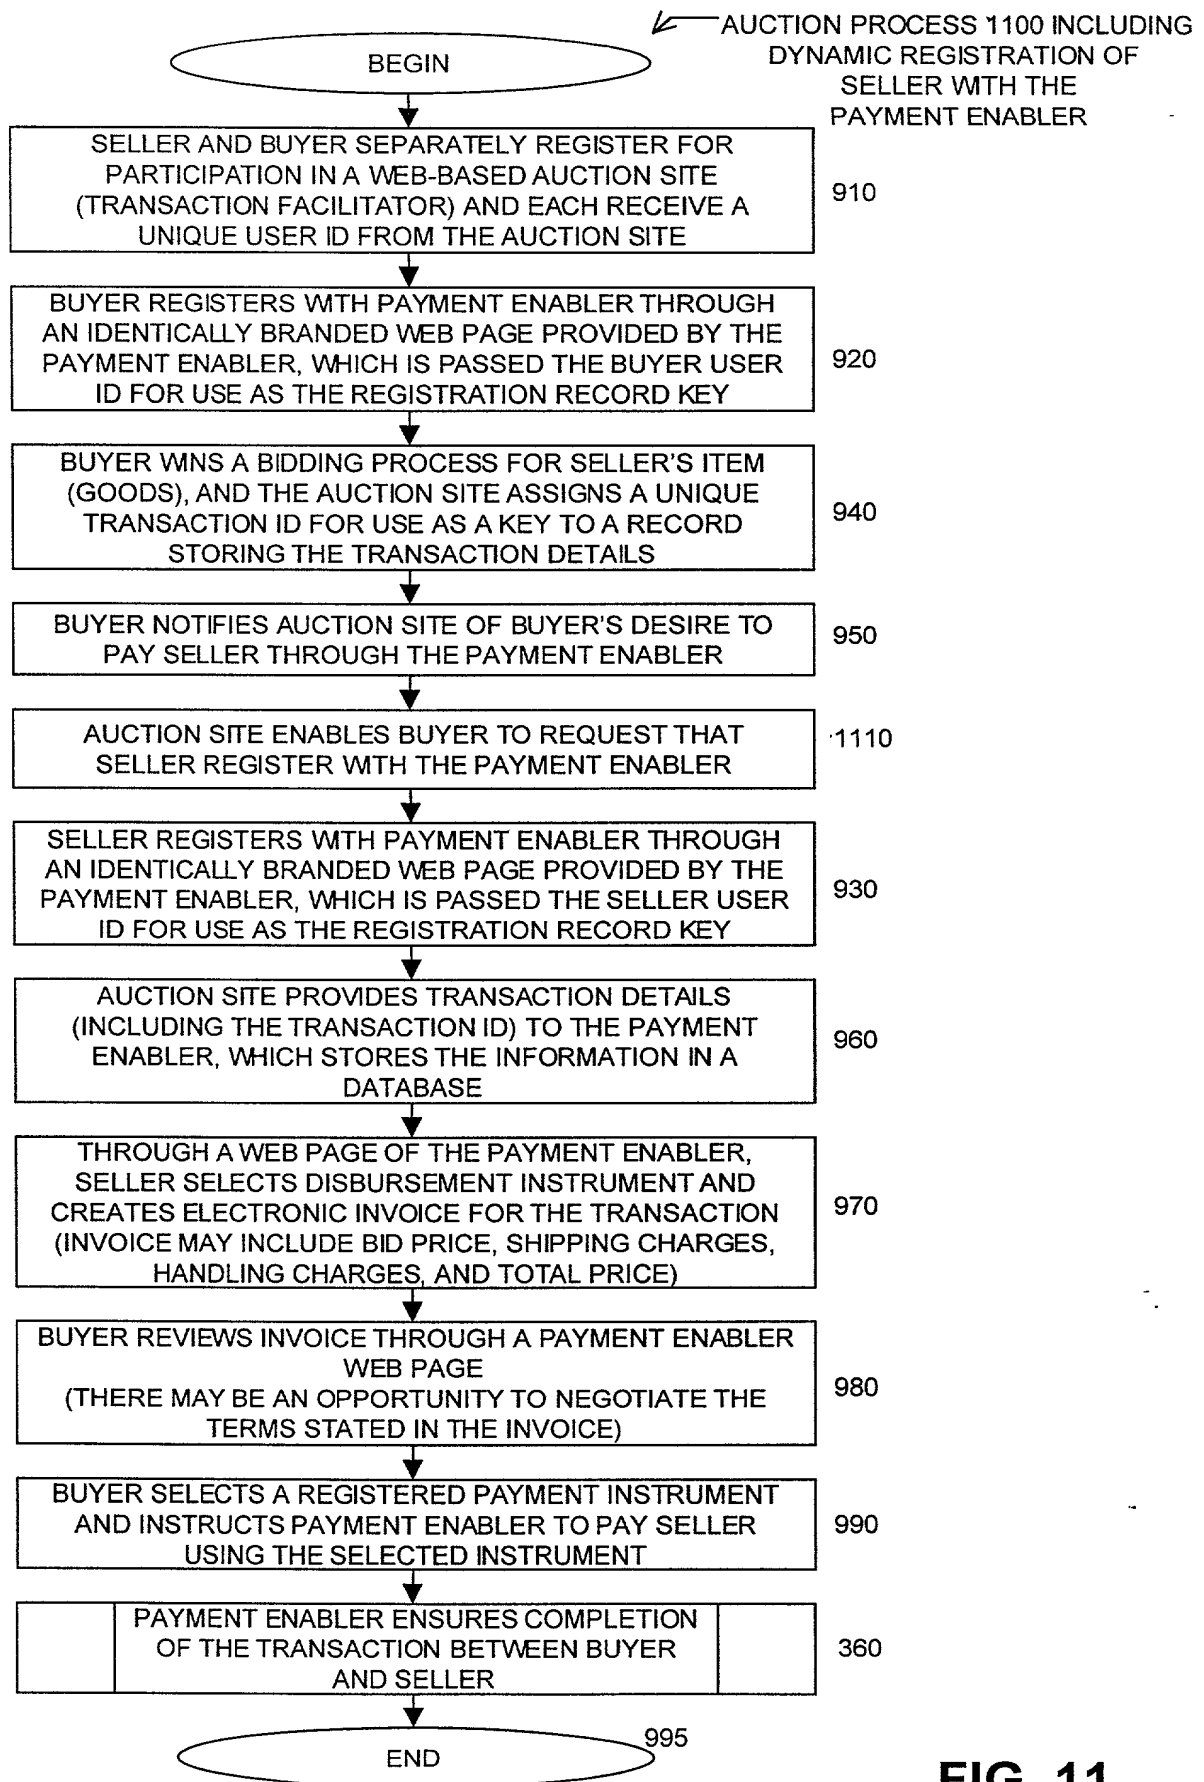 AUCTION PROCESS 1100 INCLUDING
DYNAMIC REGISTRATION OF
SELLER WITH THE
PAYMENT ENABLER
BEGIN
SELLER AND BUYER SEPARATELY REGISTER FOR
PARTICIPATION IN A WEB-BASED AUCTION SITE
(TRANSACTION FACILITATOR) AND EACH RECEIVE A
UNIQUE USER ID FROM THE AUCTION SITE
910
BUYER REGISTERS WITH PAYMENT ENABLER THROUGH
AN IDENTICALLY BRANDED WEB PAGE PROVIDED BY THE
PAYMENT ENABLER, WHICH IS PASSED THE BUYER USER
ID FOR USE AS THE REGISTRATION RECORD KEY
920
BUYER WINS A BIDDING PROCESS FOR SELLER'S ITEM
(GOODS), AND THE AUCTION SITE ASSIGNS A UNIQUE
TRANSACTION ID FOR USE AS A KEY TO A RECORD
STORING THE TRANSACTION DETAILS
940
BUYER NOTIFIES AUCTION SITE OF BUYER'S DESIRE TO
PAY SELLER THROUGH THE PAYMENT ENABLER
950
AUCTION SITE ENABLES BUYER TO REQUEST THAT
SELLER REGISTER WITH THE PAYMENT ENABLER
1110
SELLER REGISTERS WITH PAYMENT ENABLER THROUGH
AN IDENTICALLY BRANDED WEB PAGE PROVIDED BY THE
PAYMENT ENABLER, WHICH IS PASSED THE SELLER USER
ID FOR USE AS THE REGISTRATION RECORD KEY
930
AUCTION SITE PROVIDES TRANSACTION DETAILS
(INCLUDING THE TRANSACTION ID) TO THE PAYMENT
ENABLER, WHICH STORES THE INFORMATION IN A
DATABASE
960
THROUGH A WEB PAGE OF THE PAYMENT ENABLER,
SELLER SELECTS DISBURSEMENT INSTRUMENT AND
CREATES ELECTRONIC INVOICE FOR THE TRANSACTION
(INVOICE MAY INCLUDE BID PRICE, SHIPPING CHARGES,
HANDLING CHARGES, AND TOTAL PRICE)
970
BUYER REVIEWS INVOICE THROUGH A PAYMENT ENABLER
WEB PAGE
(THERE MAY BE AN OPPORTUNITY TO NEGOTIATE THE
TERMS STATED IN THE INVOICE)
980
BUYER SELECTS A REGISTERED PAYMENT INSTRUMENT
AND INSTRUCTS PAYMENT ENABLER TO PAY SELLER
USING THE SELECTED INSTRUMENT
990
PAYMENT ENABLER ENSURES COMPLETION
OF THE TRANSACTION BETWEEN BUYER
AND SELLER
360
END
995
FIG. 11